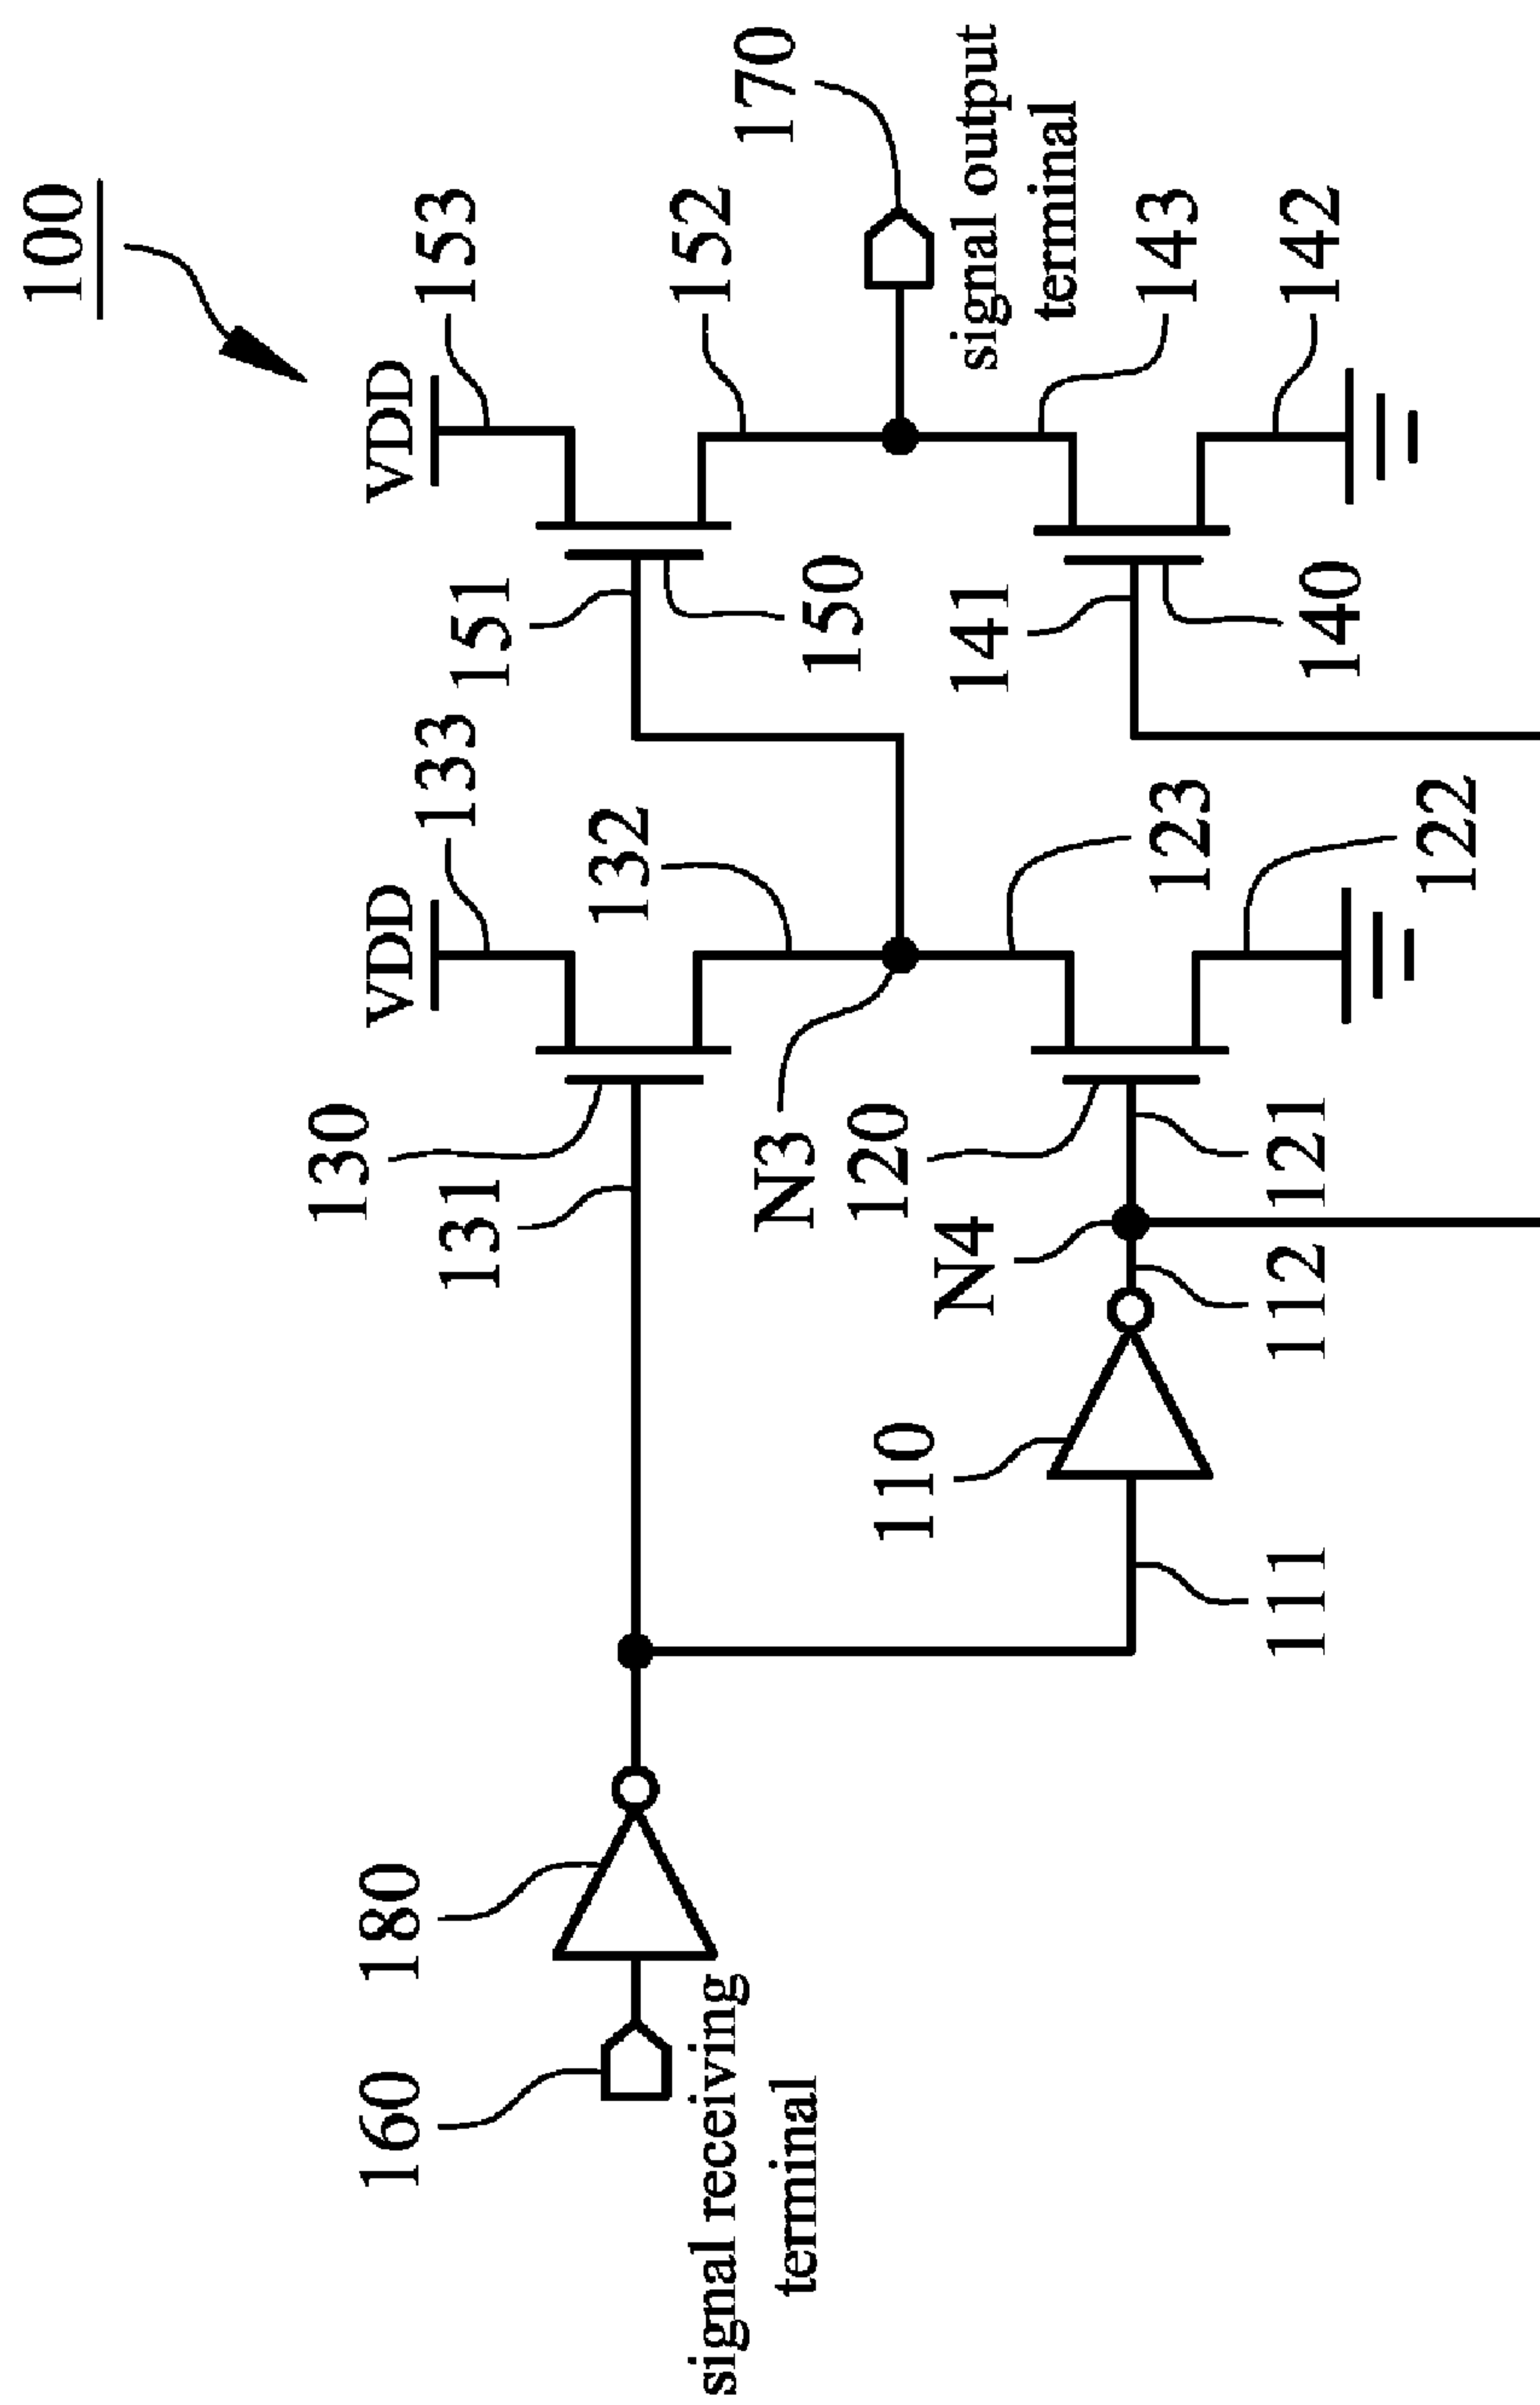 100
VDD
153
152
170
signal output
terminal
143
142
151
150
141
140
VDD
133
132
123
122
130
131
N3
120
121
N4
112
110
111
180
160
signal receiving
terminal